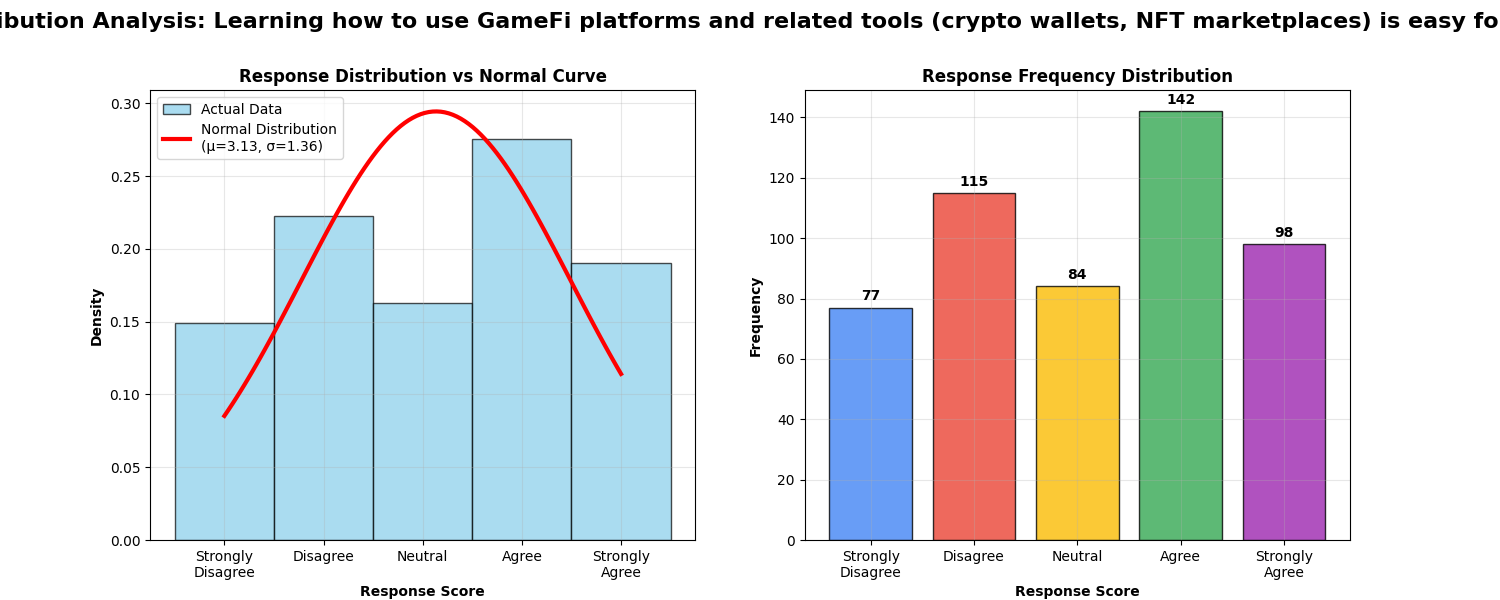 ibution Analysis: Learning how to use GameFi platforms and related tools (crypto wallets, NFT marketplaces) is easy fo
Response Distribution vs Normal Curve
Actual Data
Normal Distribution
(μ=3.13, σ=1.36)
0.30
0.25
0.20
0.15
0.10
0.05
0.00
Density
Strongly
Disagree
Disagree
Neutral
Agree
Strongly
Agree
Response Score
Response Frequency Distribution
140
120
100
80
60
40
20
0
Frequency
77
115
84
142
98
Strongly
Disagree
Disagree
Neutral
Agree
Strongly
Agree
Response Score